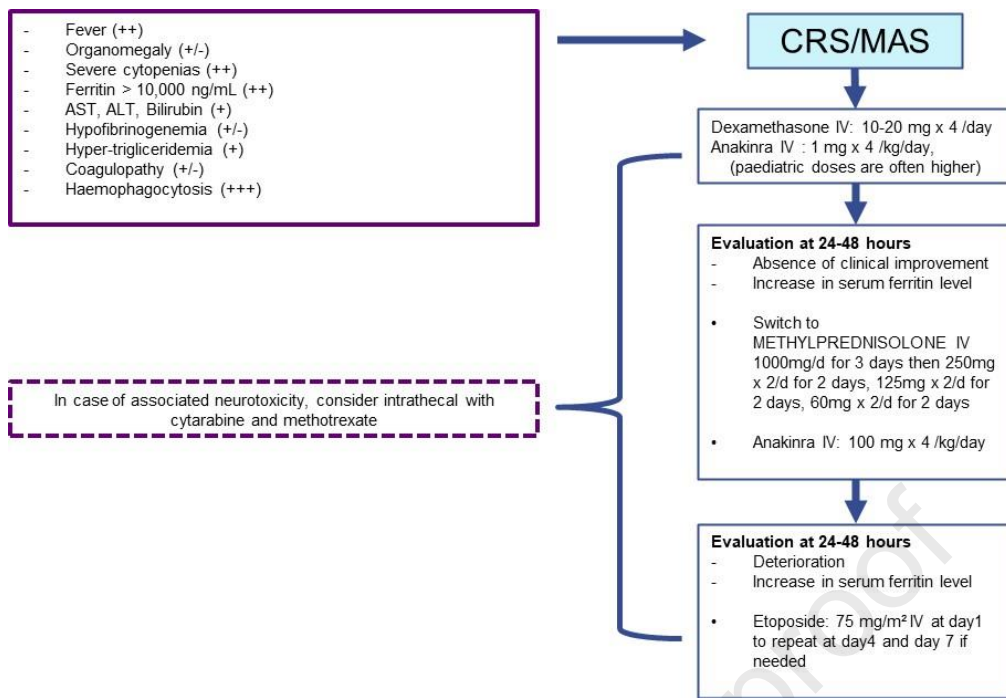 - Fever (++)
- Organomegaly (+/-)
- Severe cytopenias (++)
- Ferritin > 10,000 ng/mL (++)
- AST, ALT, Bilirubin (+)
- Hypofibrinogenemia (+/-)
- Hyper-trigliceridemia (+)
- Coagulopathy (+/-)
- Haemophagocytosis (+++)
CRS/MAS
Dexamethasone IV: 10-20 mg x 4 /day
Anakinra IV : 1 mg x 4 /kg/day,
(paediatric doses are often higher)
Evaluation at 24-48 hours
- Absence of clinical improvement
- Increase in serum ferritin level
• Switch to
METHYLPREDNISOLONE IV
1000mg/d for 3 days then 250mg
x 2/d for 2 days, 125mg x 2/d for
2 days, 60mg x 2/d for 2 days
• Anakinra IV: 100 mg x 4 /kg/day
In case of associated neurotoxicity, consider intrathecal with
cytarabine and methotrexate
Evaluation at 24-48 hours
- Deterioration
- Increase in serum ferritin level
• Etoposide: 75 mg/m² IV at day1
to repeat at day4 and day 7 if
needed
proof